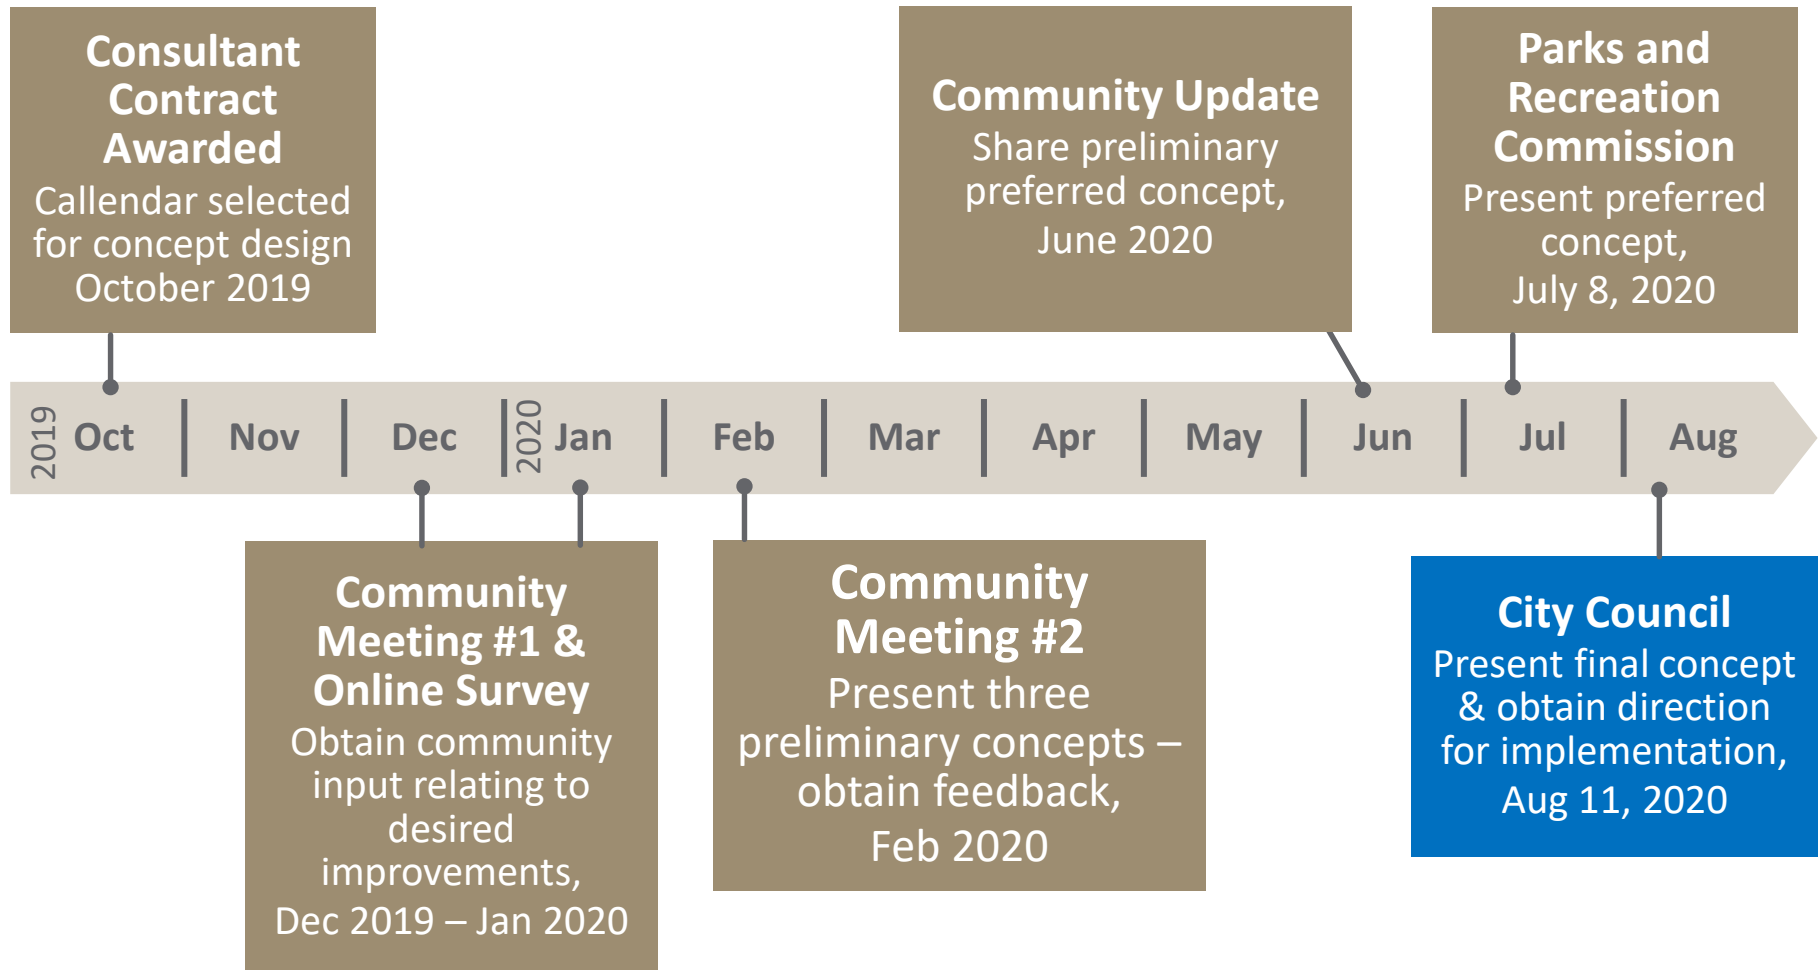 Consultant
Contract
Awarded
Callendar selected
for concept design
October 2019
Community Update
Share preliminary
preferred concept,
June 2020
Parks and
Recreation
Commission
Present preferred
concept,
July 8, 2020
2019
Oct
Nov
Dec
2020
Jan
Feb
Mar
Apr
May
Jun
Jul
Aug
Community
Meeting #1 &
Online Survey
Obtain community
input relating to
desired
improvements,
Dec 2019 – Jan 2020
Community
Meeting #2
Present three
preliminary concepts –
obtain feedback,
Feb 2020
City Council
Present final concept
& obtain direction
for implementation,
Aug 11, 2020